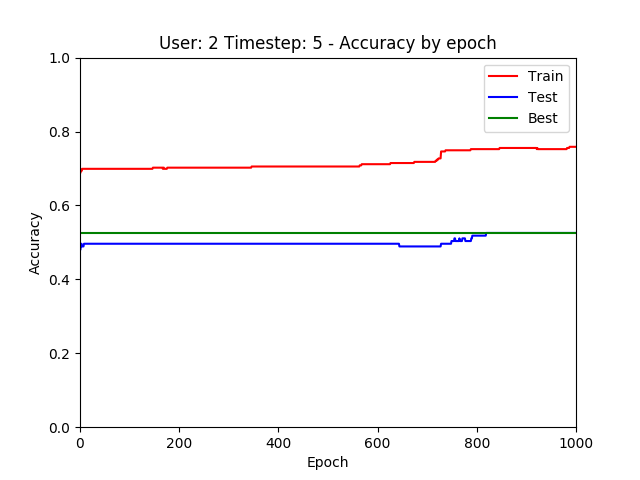 User: 2 Timestep: 5 - Accuracy by epoch
1.0
0.8
0.6
0.4
0.2
0.0
Accuracy
Train
Test
Best
0 200 400 600 800 1000
Epoch